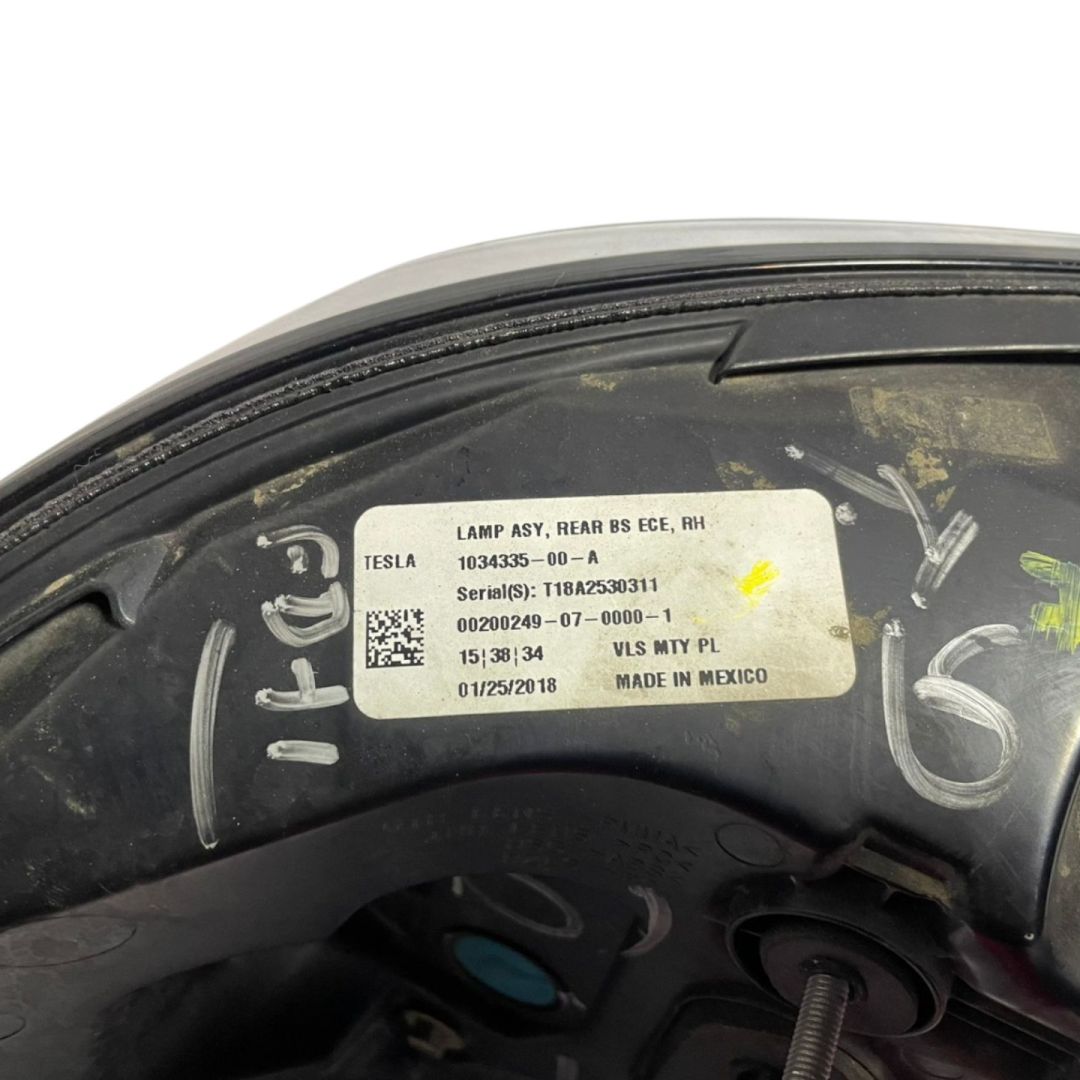 LAMP ASY, REAR BS ECE, RH
TESLA 1034335-00-A
Serial(S): T18A2530311
00200249-07-0000-1
15|38|34 VLS MTY PL
01/25/2018 MADE IN MEXICO